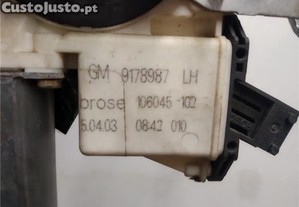 CustoJusto.pt
GM 9178987 LH
brose 106045-102
5.04.03 0842 010